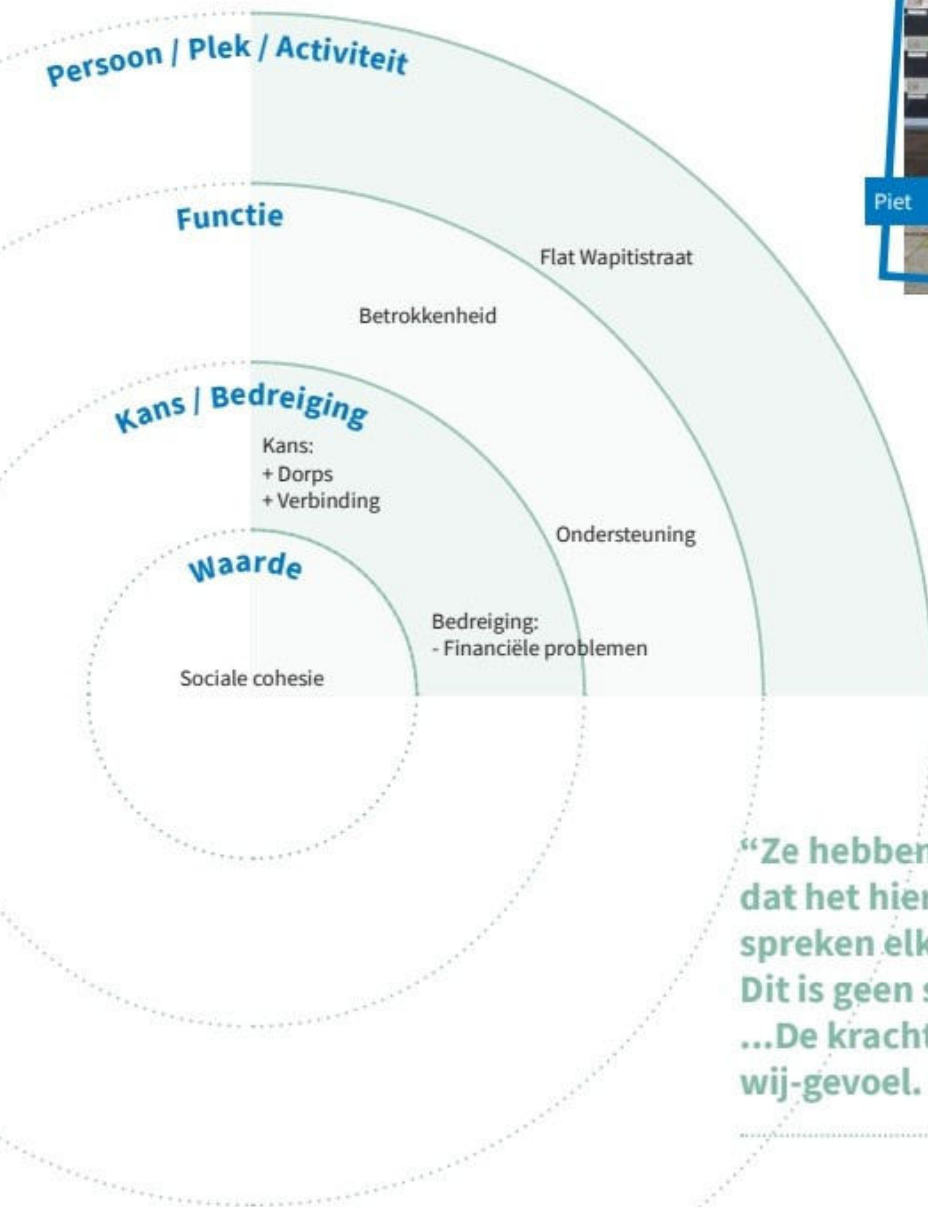 Persoon / Plek / Activiteit
Piet
Functie
Flat Wapitistraat
Betrokkenheid
Kans / Bedreiging
Kans:
+ Dorps
+ Verbinding
Ondersteuning
Waarde
Bedreiging:
- Financiële problemen
Sociale cohesie
“Ze hebben
dat het hier
spreken elk
Dit is geen s
...De kracht
wij-gevoel.